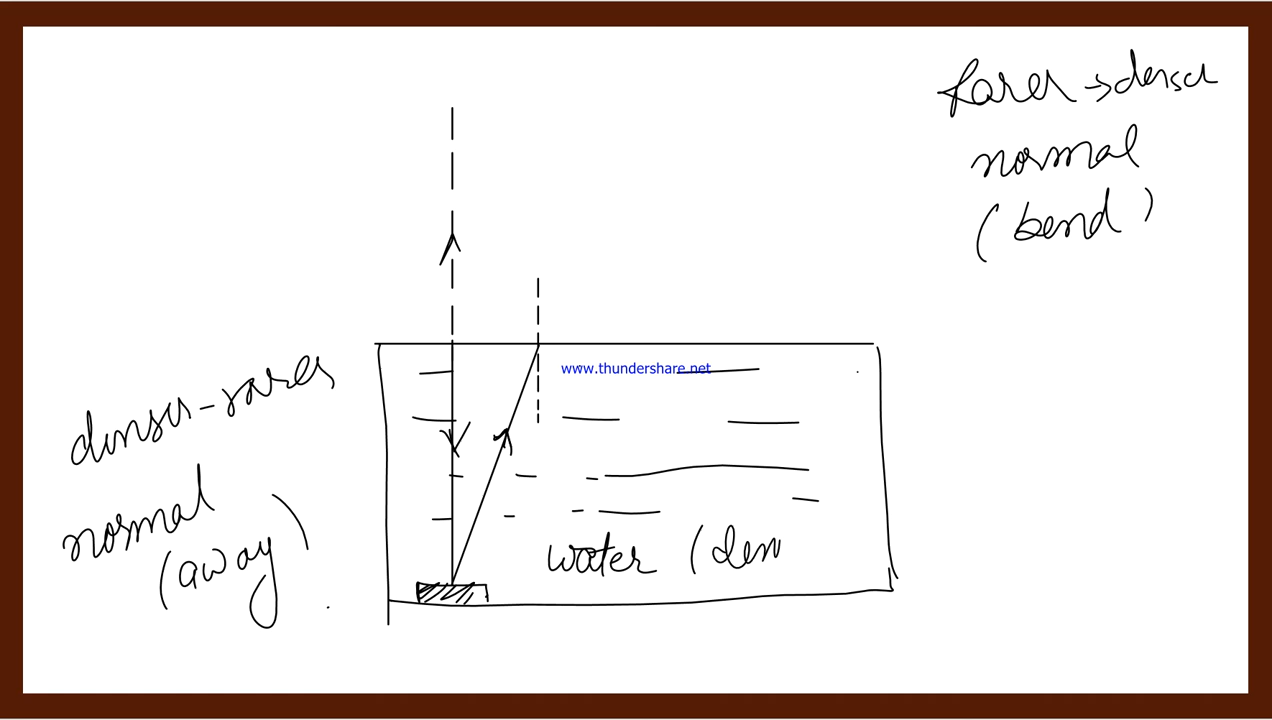 rarer → denser
normal
(bend)
www.thundershare.net
denser - rarer
normal
(away)
water (den